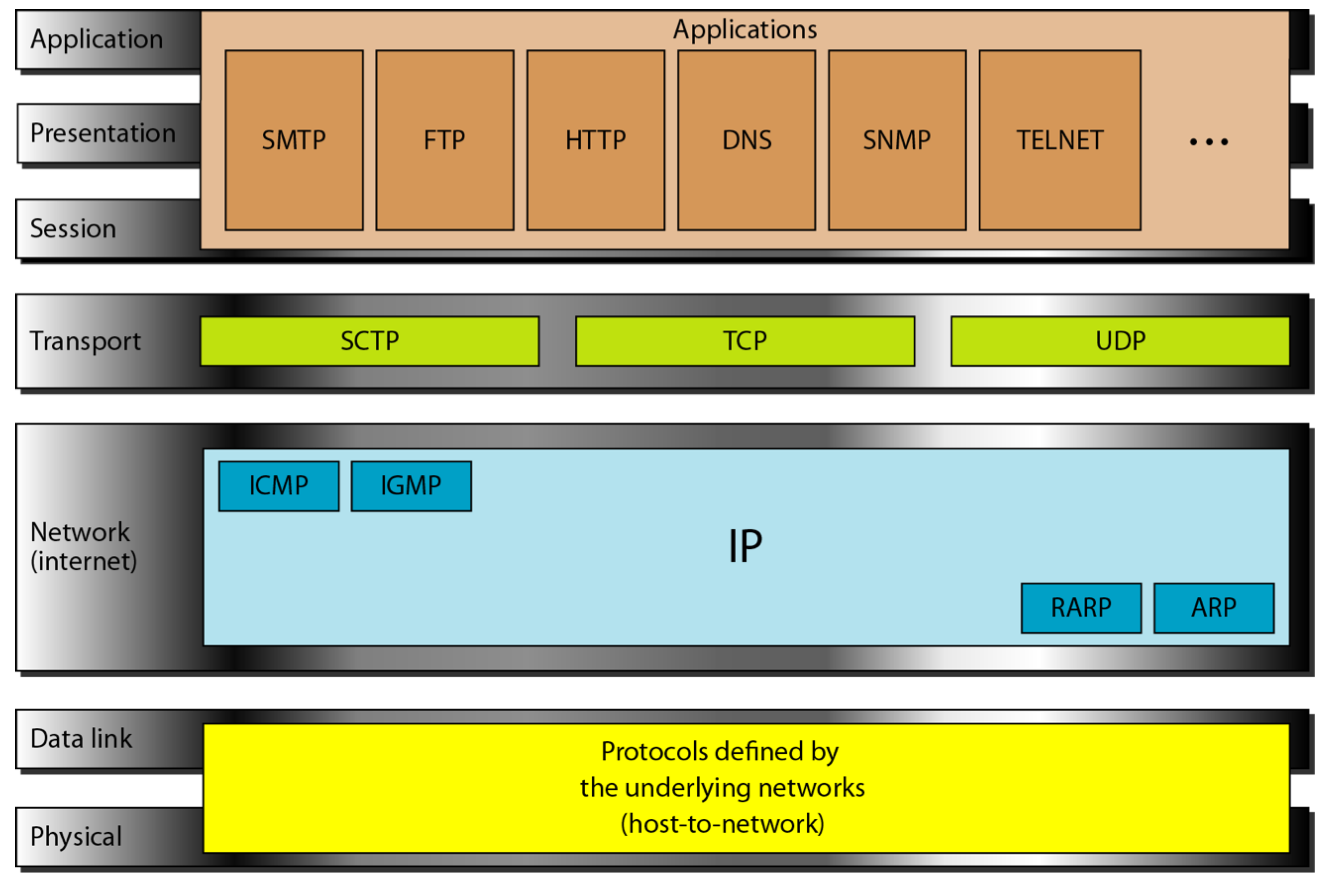 Application
Applications
Presentation
SMTP
FTP
HTTP
DNS
SNMP
TELNET
...
Session
Transport
SCTP
TCP
UDP
Network
(internet)
ICMP
IGMP
IP
RARP
ARP
Data link
Physical
Protocols defined by
the underlying networks
(host-to-network)